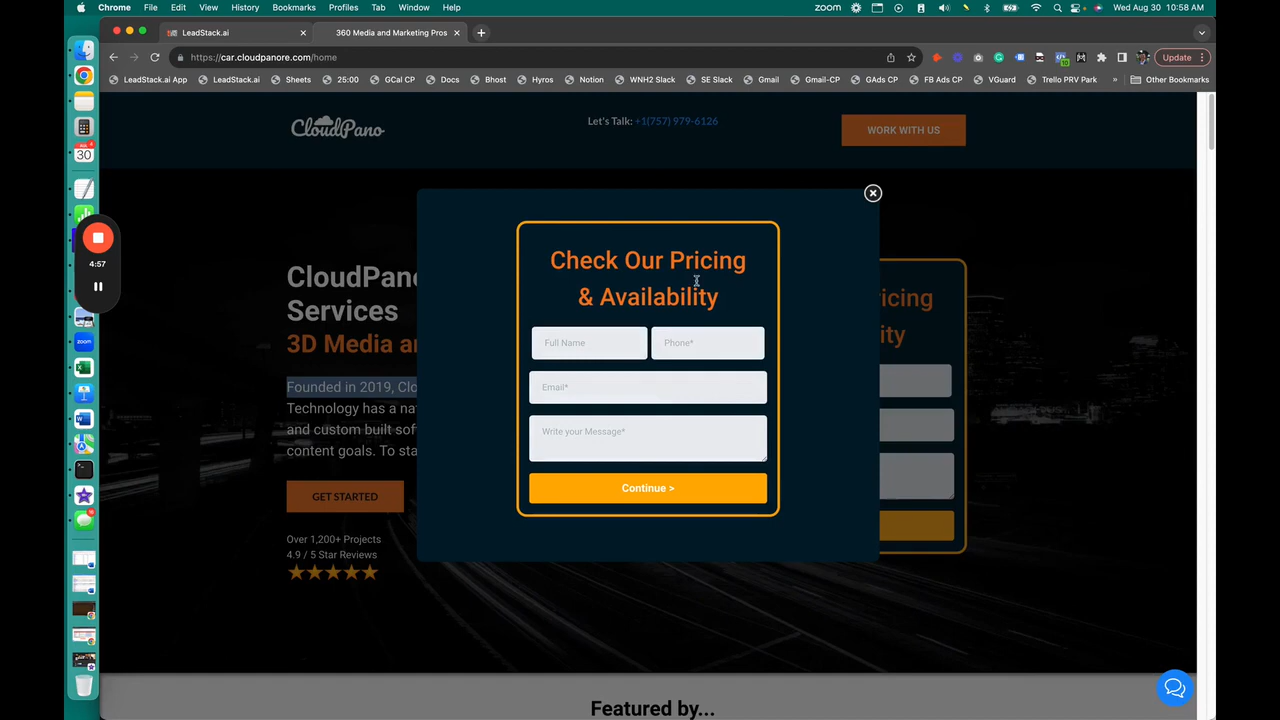 Chrome File Edit View History Bookmarks Profiles Tab Window Help
zoom
Wed Aug 30 10:58 AM
LeadStack.ai
360 Media and Marketing Pros
https://car.cloudpanore.com/home
Update
LeadStack.ai App
LeadStack.ai
Sheets
25:00
GCal CP
Docs
Bhost
Hyros
Notion
WNH2 Slack
SE Slack
Gmail
Gmail-CP
GAds CP
FB Ads CP
VGuard
Trello PRV Park
»
Other Bookmarks
CloudPano
Let's Talk: +1(757) 979-6126
WORK WITH US
30
4:57
zoom
CloudPano
Services
3D Media a
Founded in 2019, Clo
Technology has a na
and custom built sof
content goals. To sta
GET STARTED
Over 1,200+ Projects
4.9 / 5 Star Reviews
Check Our Pricing
& Availability
Full Name
Phone*
Email*
Write your Message*
Continue >
ricing
ity
Featured by...